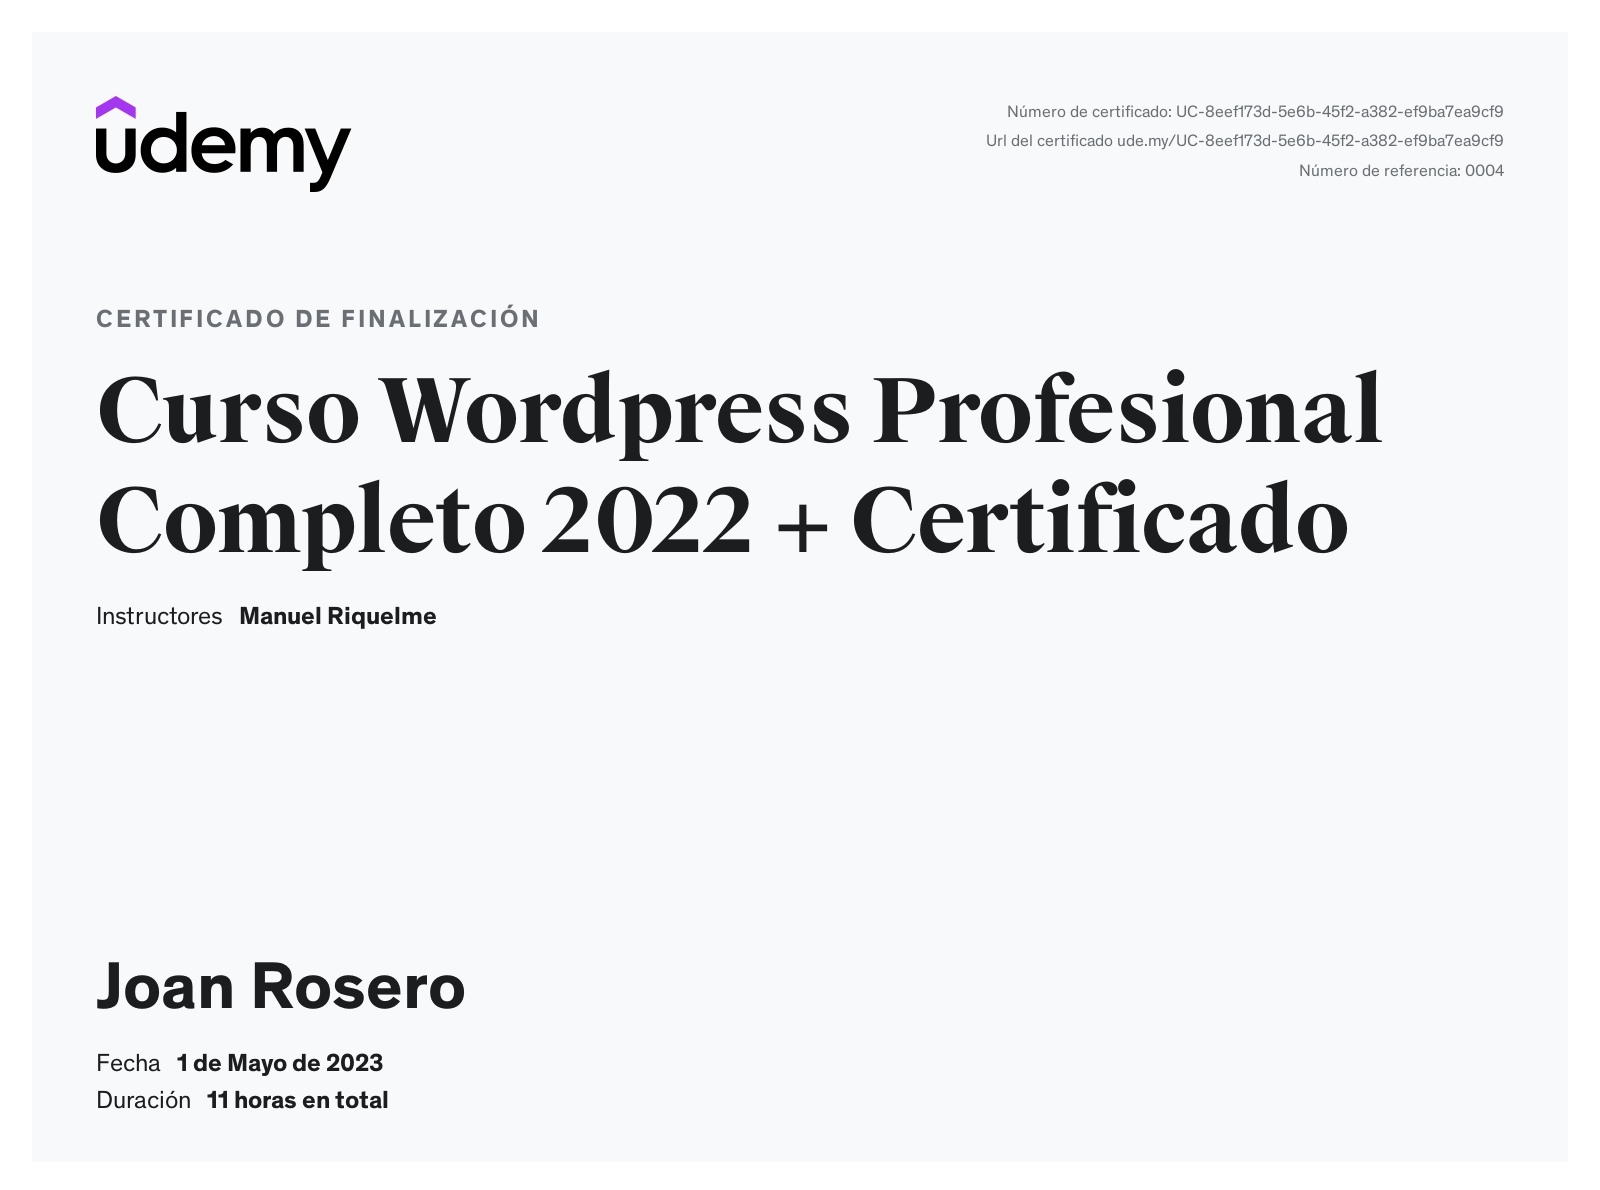 udemy
Número de certificado: UC-8eef173d-5e6b-45f2-a382-ef9ba7ea9cf9
Url del certificado ude.my/UC-8eef173d-5e6b-45f2-a382-ef9ba7ea9cf9
Número de referencia: 0004
CERTIFICADO DE FINALIZACIÓN
Curso Wordpress Profesional
Completo 2022 + Certificado
Instructores Manuel Riquelme
Joan Rosero
Fecha 1 de Mayo de 2023
Duración 11 horas en total